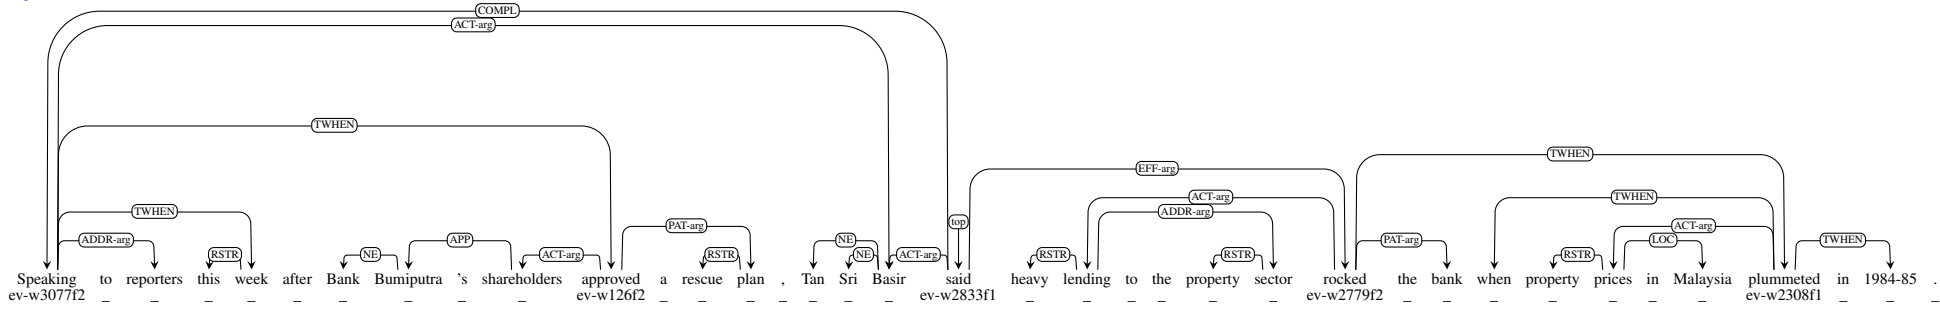 COMPL
ACT-arg
TWHEN
TWHEN
EFF-arg
TWHEN ACT-arg TWHEN
ADDR-arg
PAT-arg top ACT-arg
ADDR-arg RSTR NE APP ACT-arg RSTR NE NE ACT-arg RSTR RSTR PAT-arg RSTR LOC TWHEN
Speaking to reporters this week after Bank Bumiputra 's shareholders approved a rescue plan , Tan Sri Basir said heavy lending to the property sector rocked the bank when property prices in Malaysia plummeted in 1984-85 .
ev-w3077f2 _ _ _ _ _ _ _ _ _ ev-w126f2 _ _ _ _ _ _ _ ev-w2833f1 _ _ _ _ _ _ ev-w2779f2 _ _ _ _ _ _ _ ev-w2308f1 _ _ _